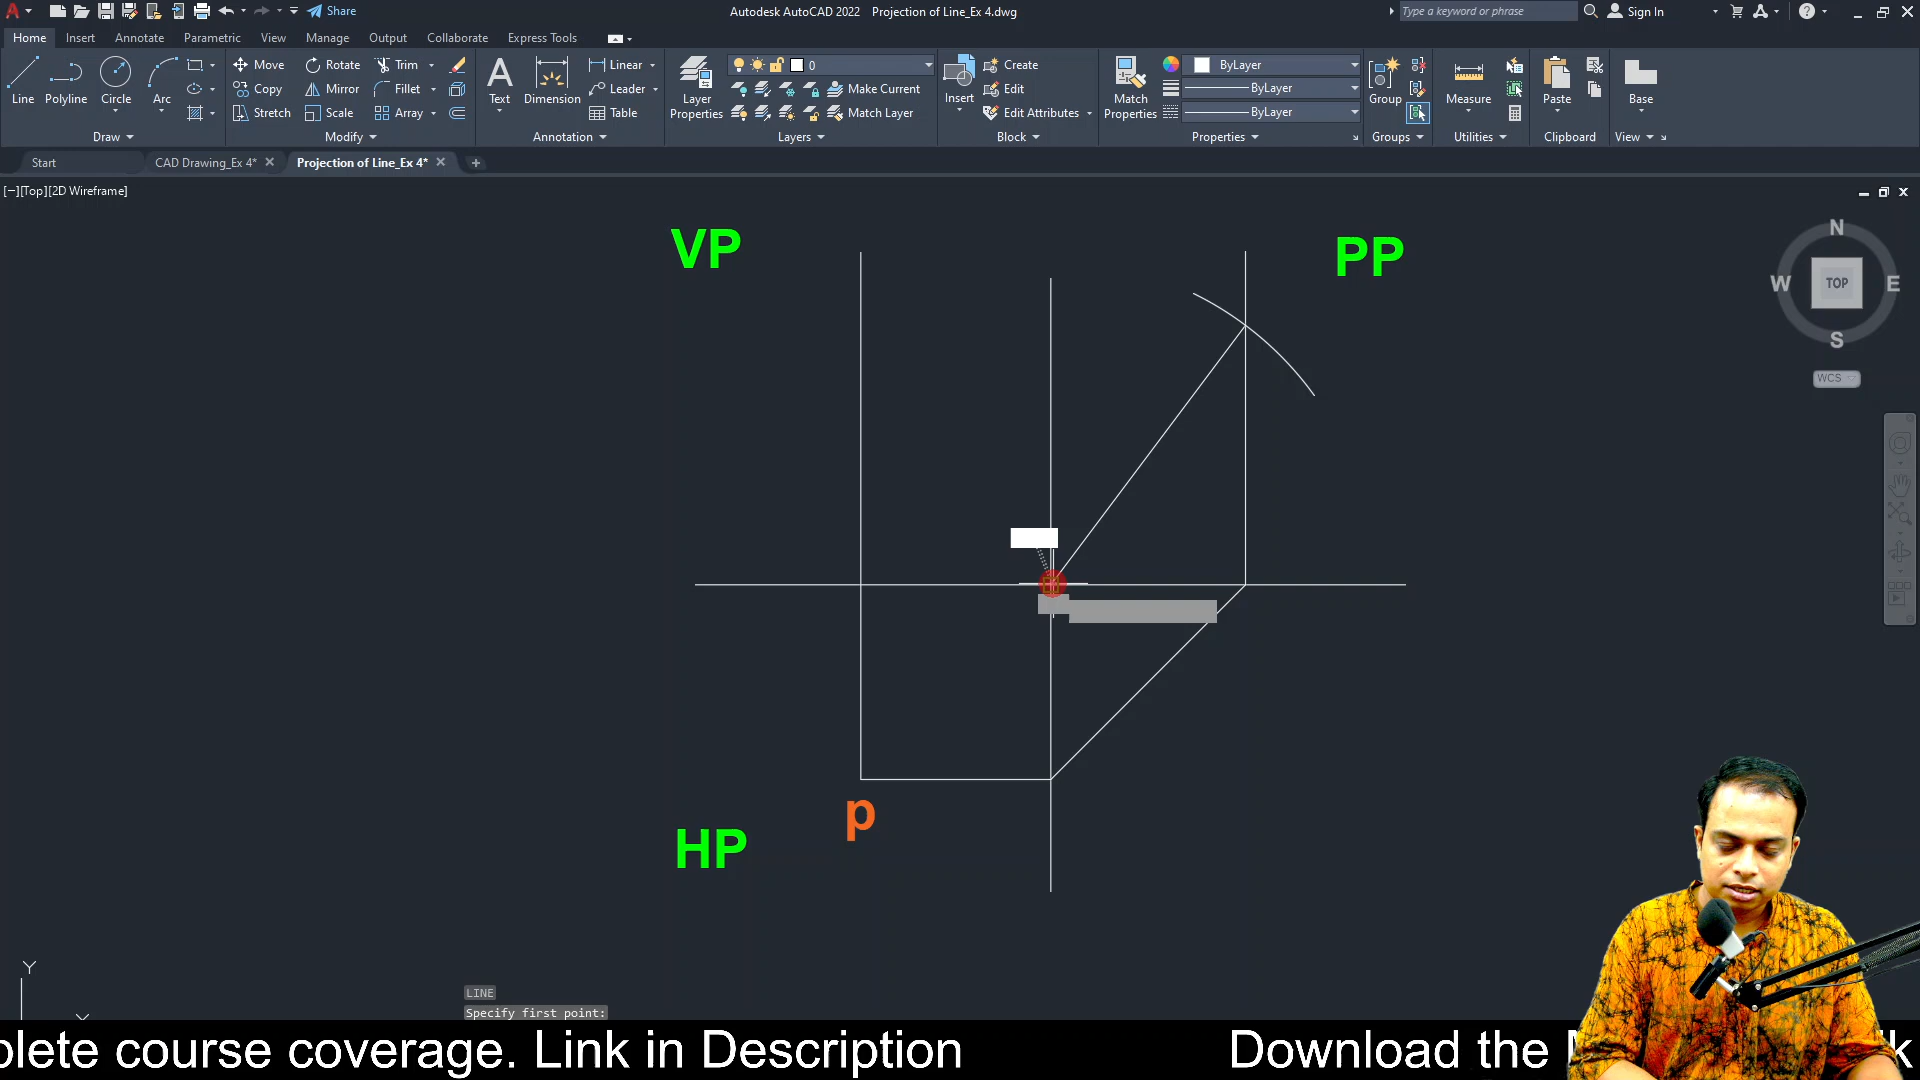 Share
Autodesk AutoCAD 2022 Projection of Line_Ex 4.dwg
Type a keyword or phrase
Sign In
Home Insert Annotate Parametric View Manage Output Collaborate Express Tools
Line
Polyline
Circle
Arc
Move
Copy
Stretch
Rotate
Mirror
Scale
Trim
Fillet
Array
Text
Dimension
Linear
Leader
Table
Layer
Properties
0
Make Current
Match Layer
Insert
Create
Edit
Edit Attributes
Match
Properties
ByLayer
ByLayer
ByLayer
Group
Measure
Paste
Base
Draw Modify Annotation Layers Block Properties Groups Utilities Clipboard View
Start CAD Drawing_Ex 4* Projection of Line_Ex 4*
[−][Top][2D Wireframe]
VP
PP
N
W TOP E
S
WCS
p
HP
Y
LINE
Specify first point:
plete course coverage. Link in Description Download the